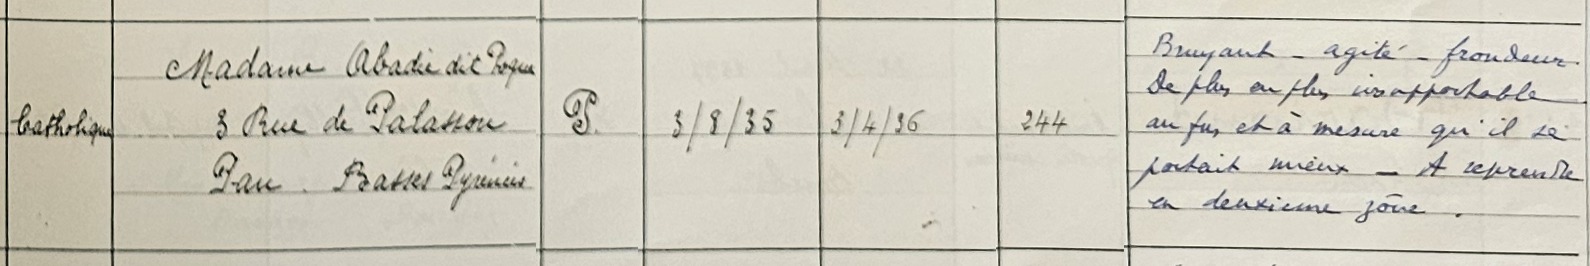 Catholique
Madame Abadie dit Poque
3 Rue de Palassou
Pau. Basses Pyrénées
P.
3/8/35
3/4/36
244
Bruyant - agité - frondeur.
De plus en plus insupportable
au fur et à mesure qu'il se
portait mieux - A reprendre
en deuxième zône.